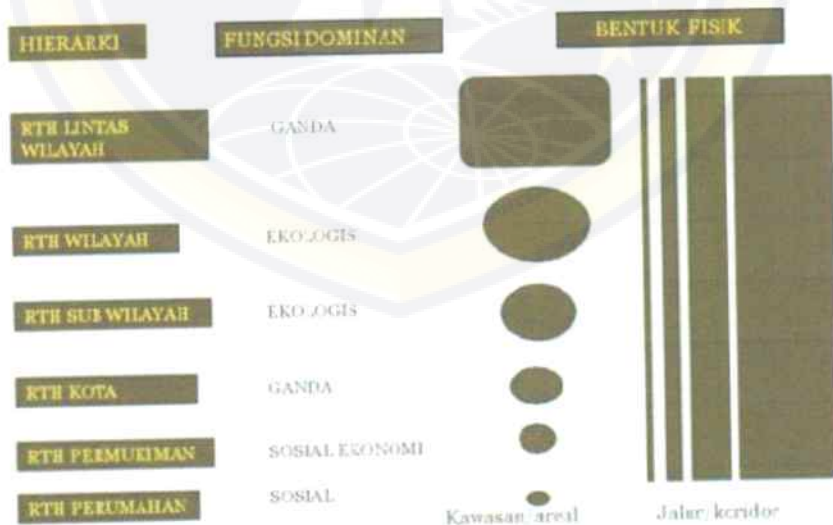 HIERARKI
FUNGSI DOMINAN
BENTUK FISIK
RTH LINTAS
WILAYAH
GANDA
RTH WILAYAH
EKOLOGIS
RTH SUB WILAYAH
EKOLOGIS
RTH KOTA
GANDA
RTH PERMUKIMAN
SOSIAL EKONOMI
RTH PERUMAHAN
SOSIAL
Kawasan/areal
Jalur/koridor